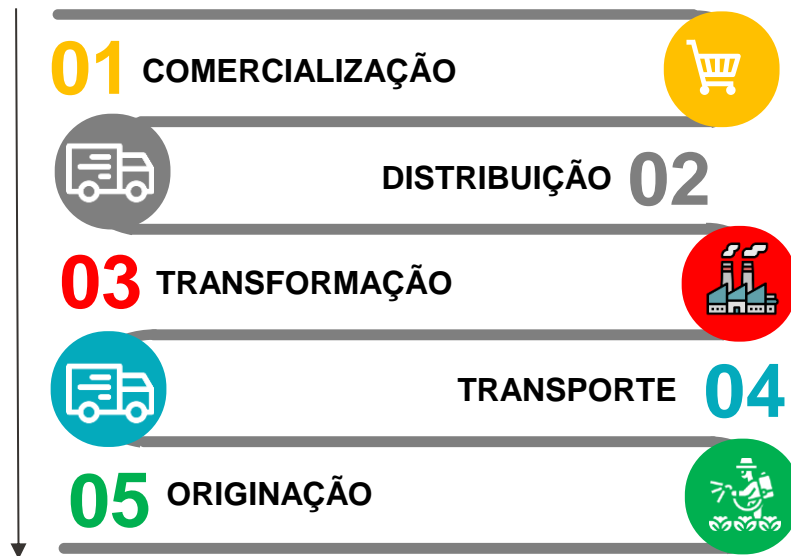 01 COMERCIALIZAÇÃO
DISTRIBUIÇÃO 02
03 TRANSFORMAÇÃO
TRANSPORTE 04
05 ORIGINAÇÃO